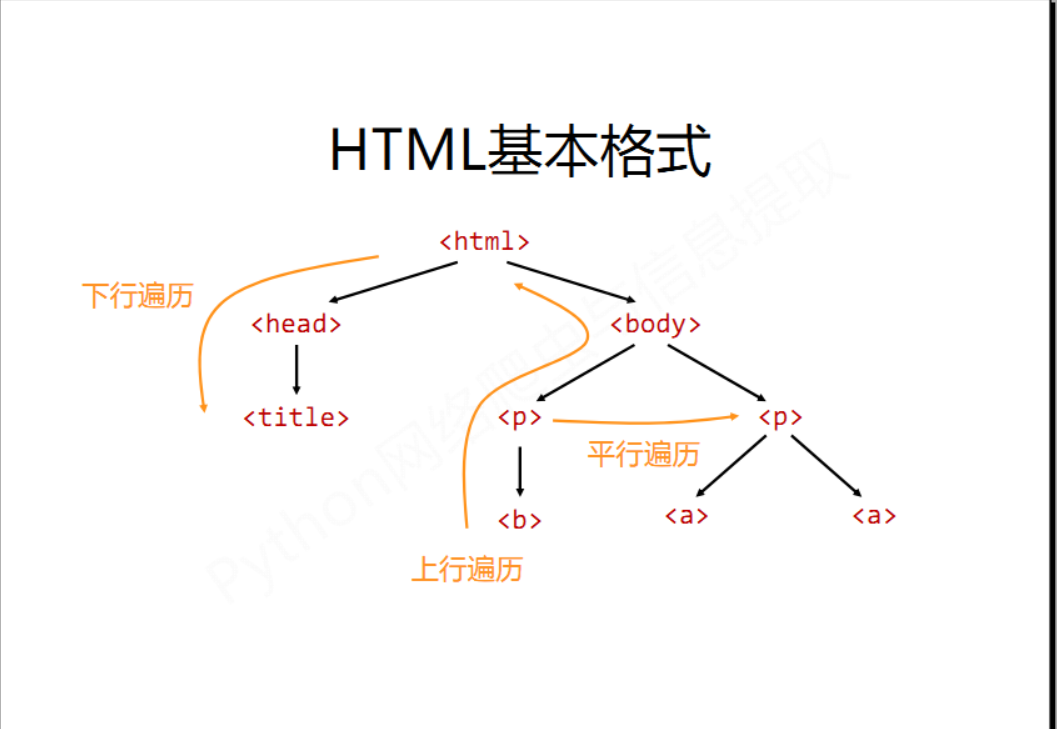 HTML基本格式
<html>
下行遍历
<head>
<body>
<title>
<p>
<p>
平行遍历
<b>
<a>
<a>
上行遍历
Python网络爬虫与信息提取